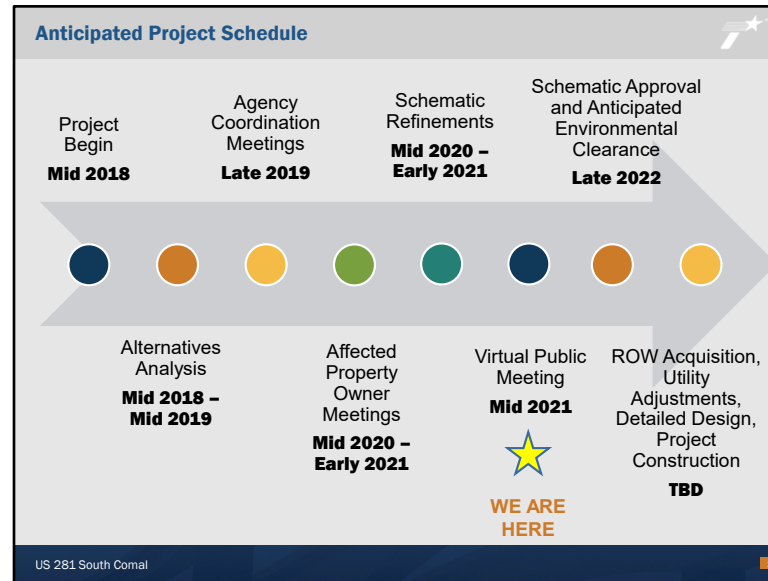 Anticipated Project Schedule
Project
Begin
Mid 2018
Agency
Coordination
Meetings
Late 2019
Schematic
Refinements
Mid 2020 –
Early 2021
Schematic Approval
and Anticipated
Environmental
Clearance
Late 2022
Alternatives
Analysis
Mid 2018 –
Mid 2019
Affected
Property
Owner
Meetings
Mid 2020 –
Early 2021
Virtual Public
Meeting
Mid 2021
WE ARE
HERE
ROW Acquisition,
Utility
Adjustments,
Detailed Design,
Project
Construction
TBD
US 281 South Comal